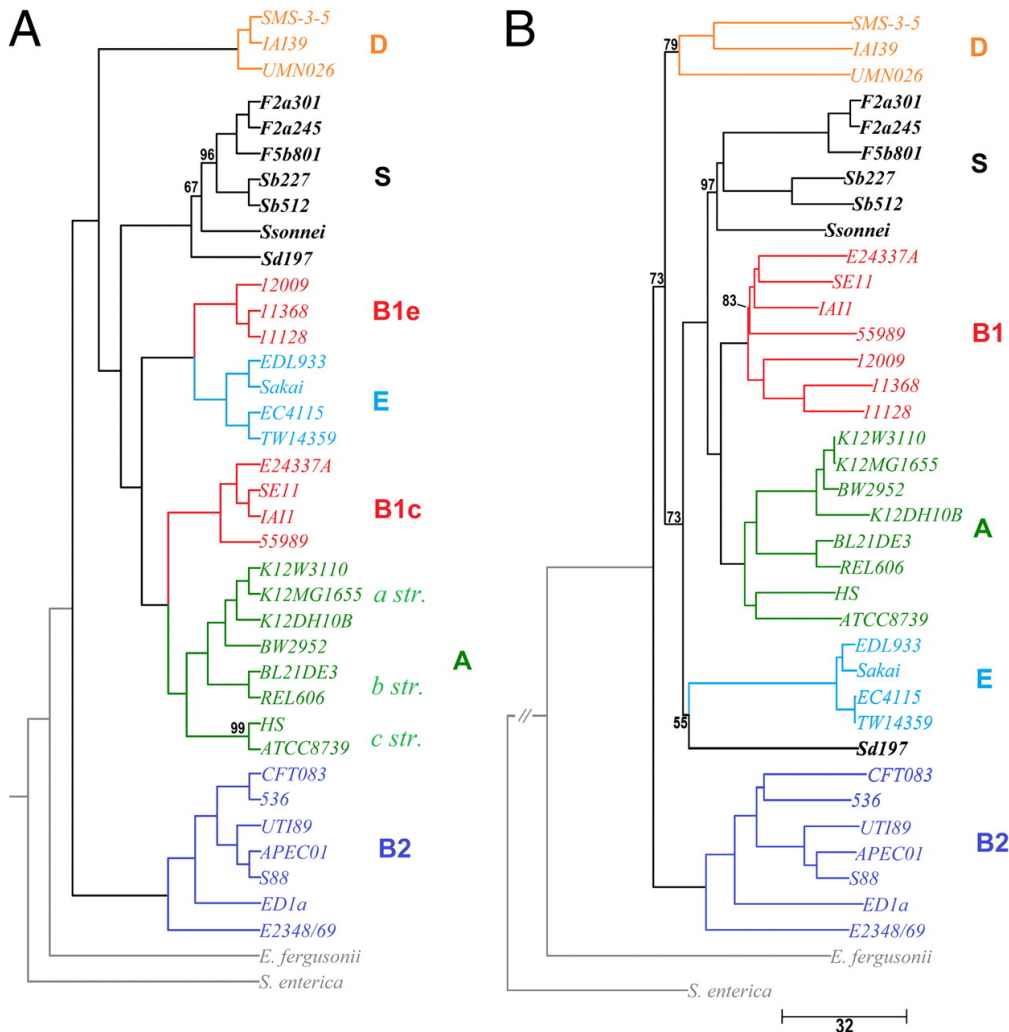 A
SMS-3-5
IAI39
UMN026
D
F2a301
F2a245
F5b801
Sb227
Sb512
Ssonnei
Sd197
96
67
S
12009
11368
11128
B1e
EDL933
Sakai
EC4115
TW14359
E
E24337A
SE11
IAI1
55989
B1c
K12W3110
K12MG1655
K12DH10B
BW2952
a str.
BL21DE3
REL606
b str.
HS
ATCC8739
99
c str.
A
CFT083
536
UTI89
APEC01
S88
ED1a
E2348/69
B2
E. fergusonii
S. enterica
B
SMS-3-5
IAI39
UMN026
79
D
F2a301
F2a245
F5b801
Sb227
Sb512
Ssonnei
97
S
73
E24337A
SE11
IAI1
55989
12009
11368
11128
83
B1
K12W3110
K12MG1655
BW2952
K12DH10B
BL21DE3
REL606
HS
ATCC8739
73
A
EDL933
Sakai
EC4115
TW14359
E
55
Sd197
CFT083
536
UTI89
APEC01
S88
ED1a
E2348/69
B2
E. fergusonii
S. enterica
32